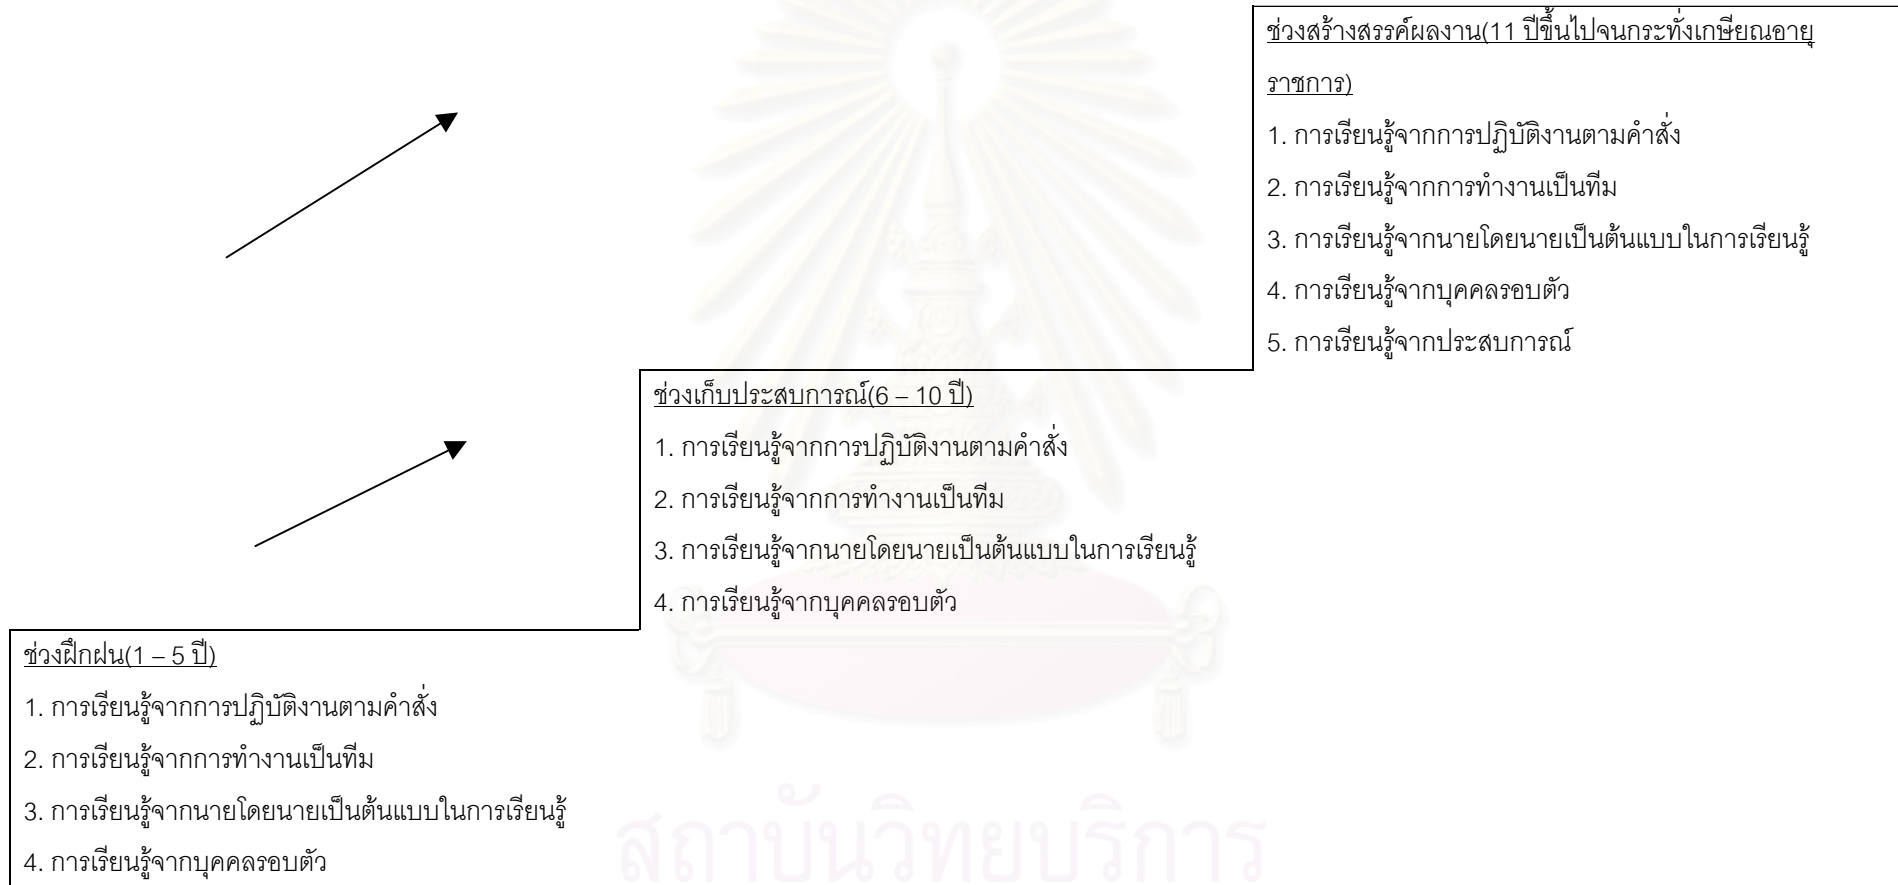 ช่วงสร้างสรรค์ผลงาน(11 ปีขึ้นไปจนกระทั่งเกษียณอายุ
ราชการ)
1. การเรียนรู้จากการปฏิบัติงานตามคำสั่ง
2. การเรียนรู้จากการทำงานเป็นทีม
3. การเรียนรู้จากนายโดยนายเป็นต้นแบบในการเรียนรู้
4. การเรียนรู้จากบุคคลรอบตัว
5. การเรียนรู้จากประสบการณ์
ช่วงเก็บประสบการณ์(6 – 10 ปี)
1. การเรียนรู้จากการปฏิบัติงานตามคำสั่ง
2. การเรียนรู้จากการทำงานเป็นทีม
3. การเรียนรู้จากนายโดยนายเป็นต้นแบบในการเรียนรู้
4. การเรียนรู้จากบุคคลรอบตัว
ช่วงฝึกฝน(1 – 5 ปี)
1. การเรียนรู้จากการปฏิบัติงานตามคำสั่ง
2. การเรียนรู้จากการทำงานเป็นทีม
3. การเรียนรู้จากนายโดยนายเป็นต้นแบบในการเรียนรู้
4. การเรียนรู้จากบุคคลรอบตัว
สถาบันวิทยบริการ